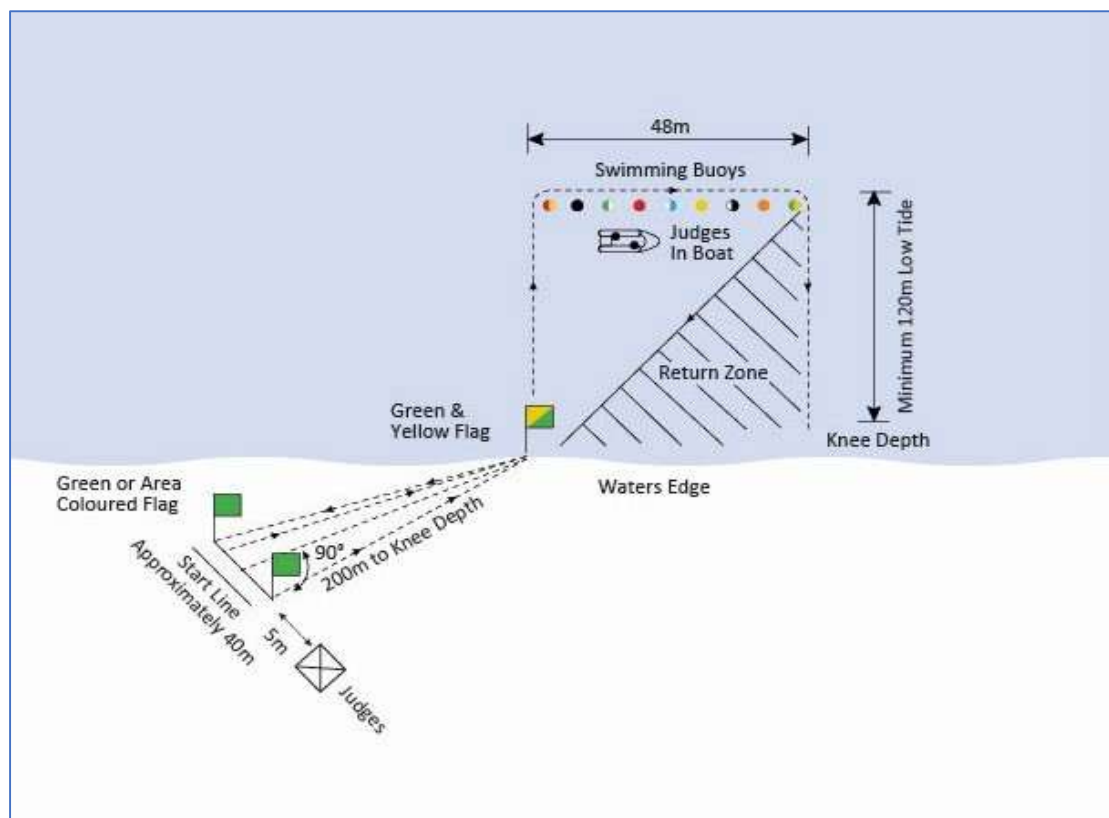 48m
Swimming Buoys
Judges
In Boat
Minimum 120m Low Tide
Return Zone
Green &
Yellow Flag
Knee Depth
Green or Area
Coloured Flag
Waters Edge
90°
200m to Knee Depth
Start Line
Approximately 40m
5m
Judges